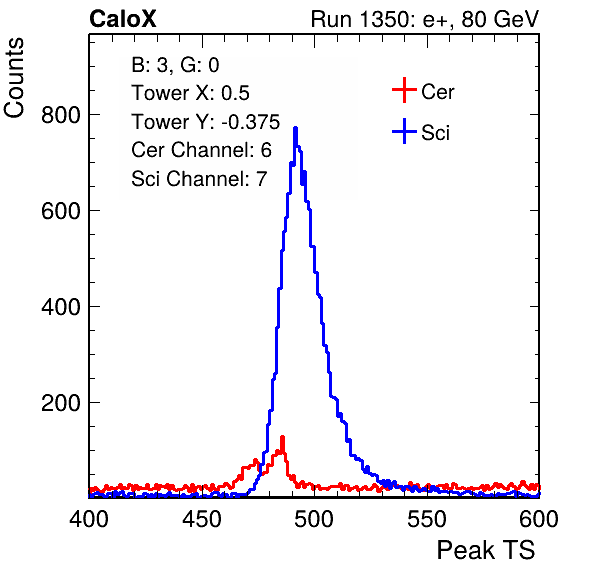 CaloX Run 1350: e+, 80 GeV
Counts
B: 3, G: 0
Tower X: 0.5
Tower Y: -0.375
Cer Channel: 6
Sci Channel: 7
Cer
Sci
800
600
400
200
400 450 500 550 600
Peak TS